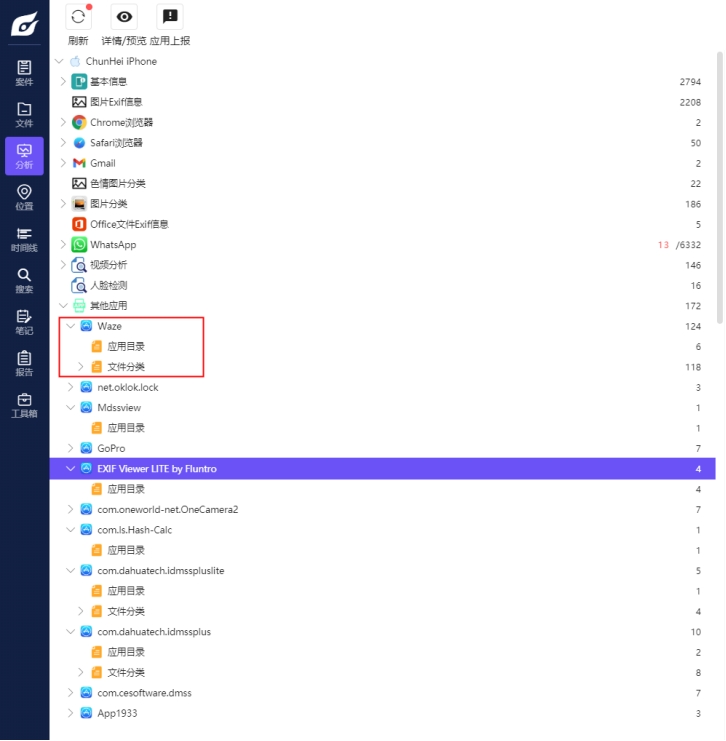 刷新 详情/预览 应用上报
案件
文件
分析
位置
时间线
搜索
笔记
报告
工具箱
ChunHei iPhone
基本信息 2794
图片Exif信息 2208
Chrome浏览器 2
Safari浏览器 50
Gmail 2
色情图片分类 22
图片分类 186
Office文件Exif信息 5
WhatsApp 13 /6332
视频分析 146
人脸检测 16
其他应用 172
Waze 124
应用目录 6
文件分类 118
net.oklok.lock 3
Mdssview 1
应用目录 1
GoPro 7
EXIF Viewer LITE by Fluntro 4
应用目录 4
com.oneworld-net.OneCamera2 7
com.ls.Hash-Calc 1
应用目录 1
com.dahuatech.idmsspluslite 5
应用目录 1
文件分类 4
com.dahuatech.idmssplus 10
应用目录 2
文件分类 8
com.cesoftware.dmss 7
App1933 3